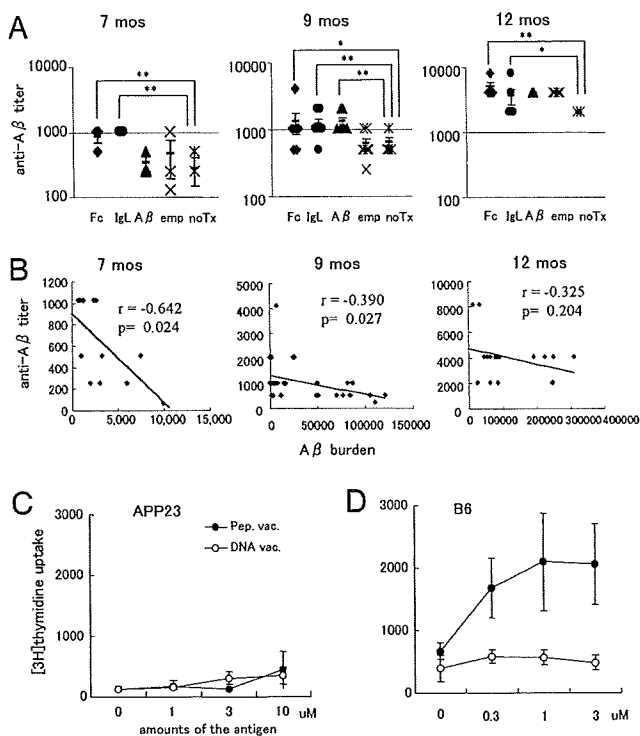 A
7 mos
9 mos
12 mos
anti-Aβ titer
10000
1000
100
**
**
Fc IgL Aβ emp noTx
10000
1000
100
*
**
**
Fc IgL Aβ emp noTx
10000
1000
100
**
*
Fc IgL Aβ emp noTx
B
7 mos
9 mos
12 mos
anti-Aβ titer
1200
1000
800
600
400
200
0
r = -0.642
p= 0.024
0 5,000 10,000 15,000
5000
4000
3000
2000
1000
0
r = -0.390
p= 0.027
0 50000 100000 150000
10000
8000
6000
4000
2000
0
r = -0.325
p= 0.204
0 100000 200000 300000 400000
Aβ burden
C
APP23
Pep. vac.
DNA vac.
[3H]thymidine uptake
3000
2000
1000
0
0 1 3 10 uM
amounts of the antigen
D
B6
3000
2000
1000
0
0 0.3 1 3 uM